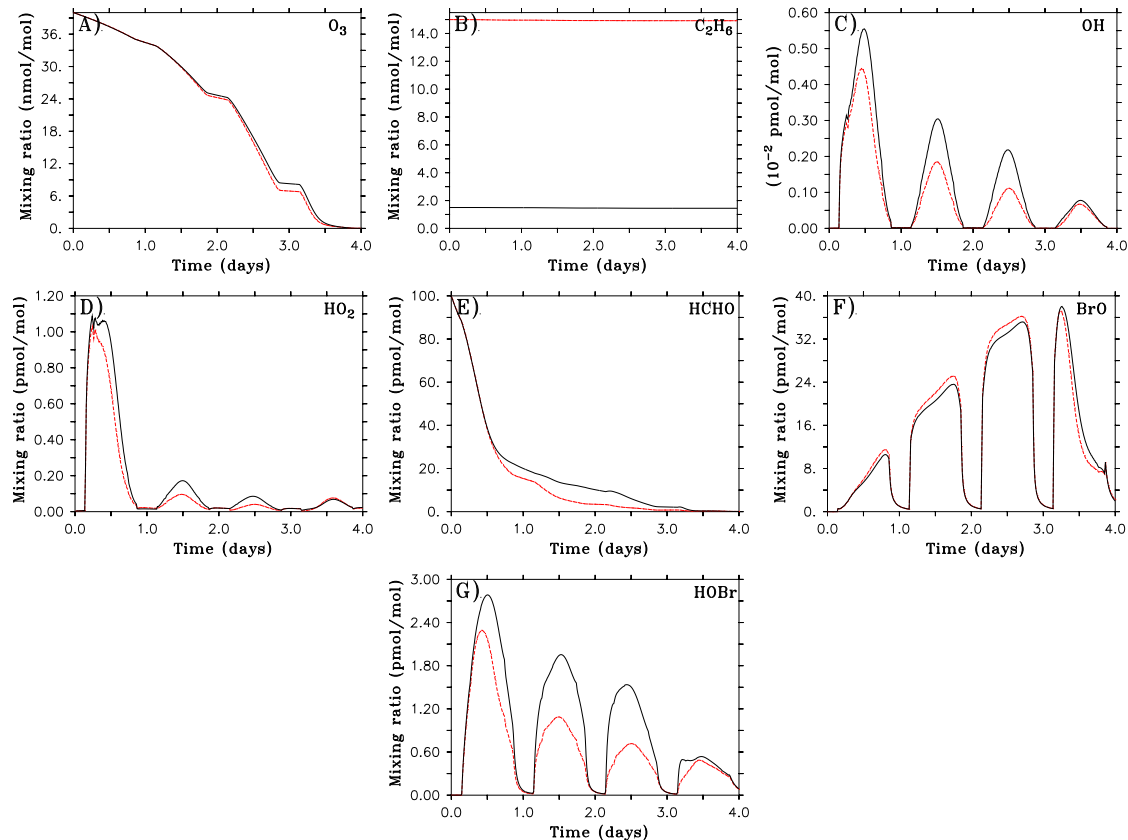 A)
O3
Mixing ratio (nmol/mol)
36.
30.
24.
18.
12.
6.
0.
0.0 1.0 2.0 3.0 4.0
Time (days)
B)
C2H6
Mixing ratio (nmol/mol)
14.
12.
10.
8.0
6.0
4.0
2.0
0.0
0.0 1.0 2.0 3.0 4.0
Time (days)
C)
OH
(10−2 pmol/mol)
0.60
0.50
0.40
0.30
0.20
0.10
0.00
0.0 1.0 2.0 3.0 4.0
Time (days)
D)
HO2
Mixing ratio (pmol/mol)
1.20
1.00
0.80
0.60
0.40
0.20
0.00
0.0 1.0 2.0 3.0 4.0
Time (days)
E)
HCHO
Mixing ratio (pmol/mol)
100.
80.
60.
40.
20.
0.
0.0 1.0 2.0 3.0 4.0
Time (days)
F)
BrO
Mixing ratio (pmol/mol)
40.
32.
24.
16.
8.
0.
0.0 1.0 2.0 3.0 4.0
Time (days)
G)
HOBr
Mixing ratio (pmol/mol)
3.00
2.40
1.80
1.20
0.60
0.00
0.0 1.0 2.0 3.0 4.0
Time (days)